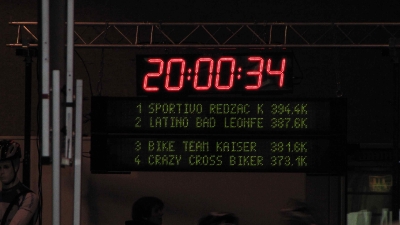 20:00:34
1 SPORTIVO REDZAC K 394.4K
2 LATINO BAD LEONFE 387.6K
3 BIKE TEAM KAISER 381.6K
4 CRAZY CROSS BIKER 373.1K